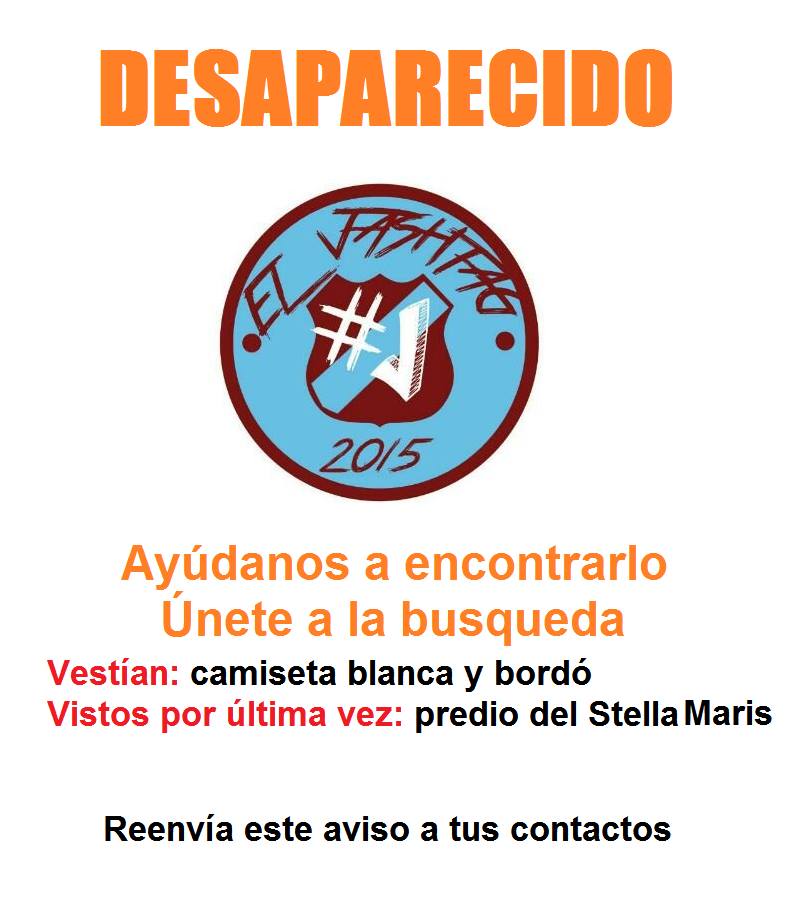 DESAPARECIDO
EL JASHTAG
#J
2015
Ayúdanos a encontrarlo
Únete a la busqueda
Vestían: camiseta blanca y bordó
Vistos por última vez: predio del Stella Maris
Reenvía este aviso a tus contactos